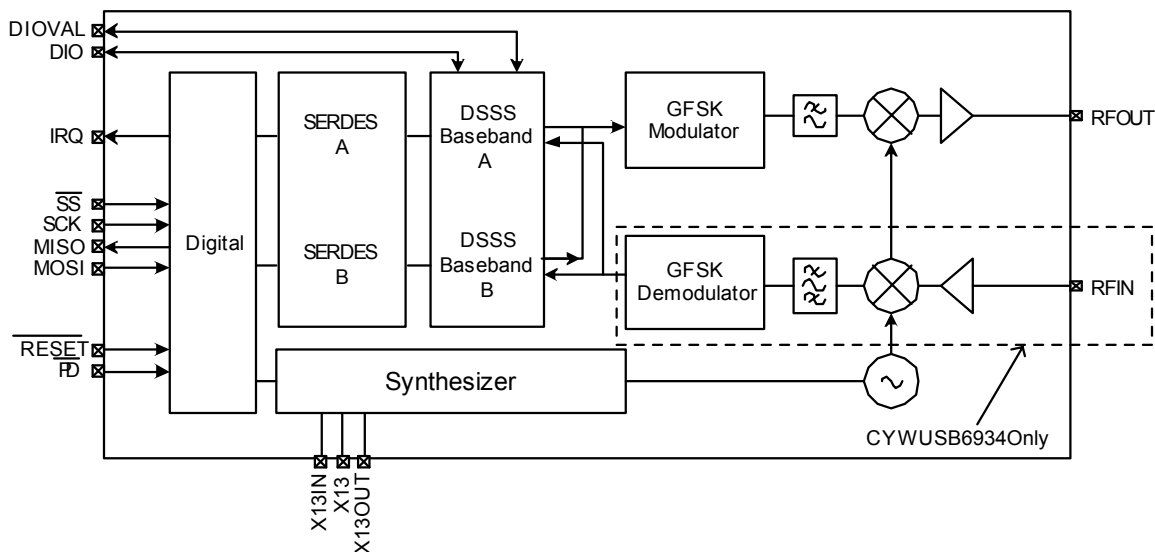 DIOVAL
DIO
IRQ
SS
SCK
MISO
MOSI
RESET
PD
Digital
SERDES
A
SERDES
B
DSSS
Baseband
A
DSSS
Baseband
B
GFSK
Modulator
GFSK
Demodulator
Synthesizer
RFOUT
RFIN
CYWUSB6934Only
X13IN
X13
X13OUT